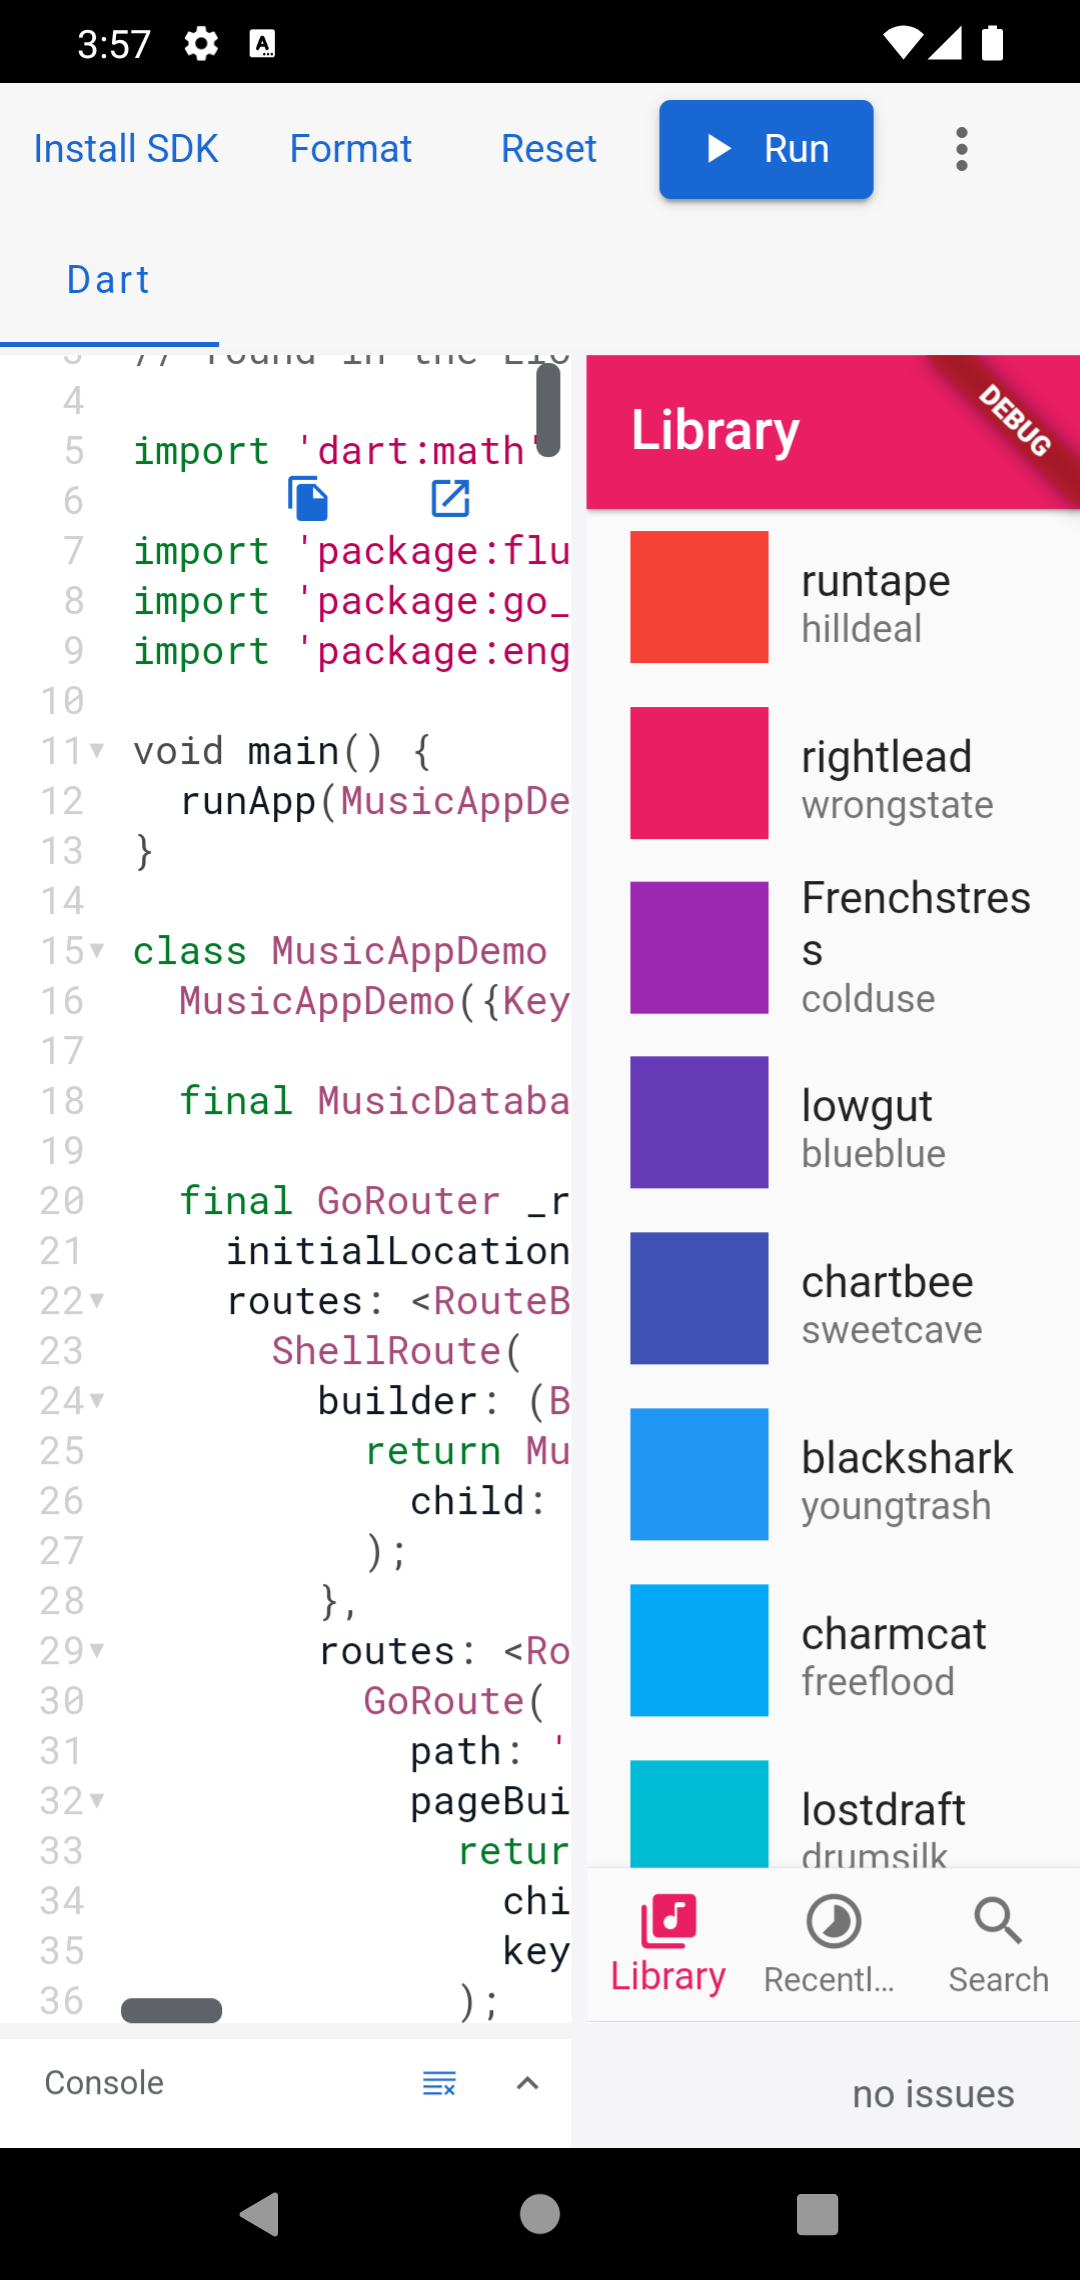 3:57
Install SDK
Format
Reset
Run
Dart
3 // found in the LIC
4
5 import 'dart:math'
6
7 import 'package:flu
8 import 'package:go_
9 import 'package:eng
10
11 void main() {
12 runApp(MusicAppDe
13 }
14
15 class MusicAppDemo
16 MusicAppDemo({Key
17
18 final MusicDataba
19
20 final GoRouter _r
21 initialLocation
22 routes: <RouteB
23 ShellRoute(
24 builder: (B
25 return Mu
26 child:
27 );
28 },
29 routes: <Ro
30 GoRoute(
31 path: '
32 pageBui
33 retur
34 chi
35 key
36 );
Console
Library
DEBUG
runtape
hilldeal
rightlead
wrongstate
Frenchstres
s
colduse
lowgut
blueblue
chartbee
sweetcave
blackshark
youngtrash
charmcat
freeflood
lostdraft
drumsilk
Library
Recentl...
Search
no issues